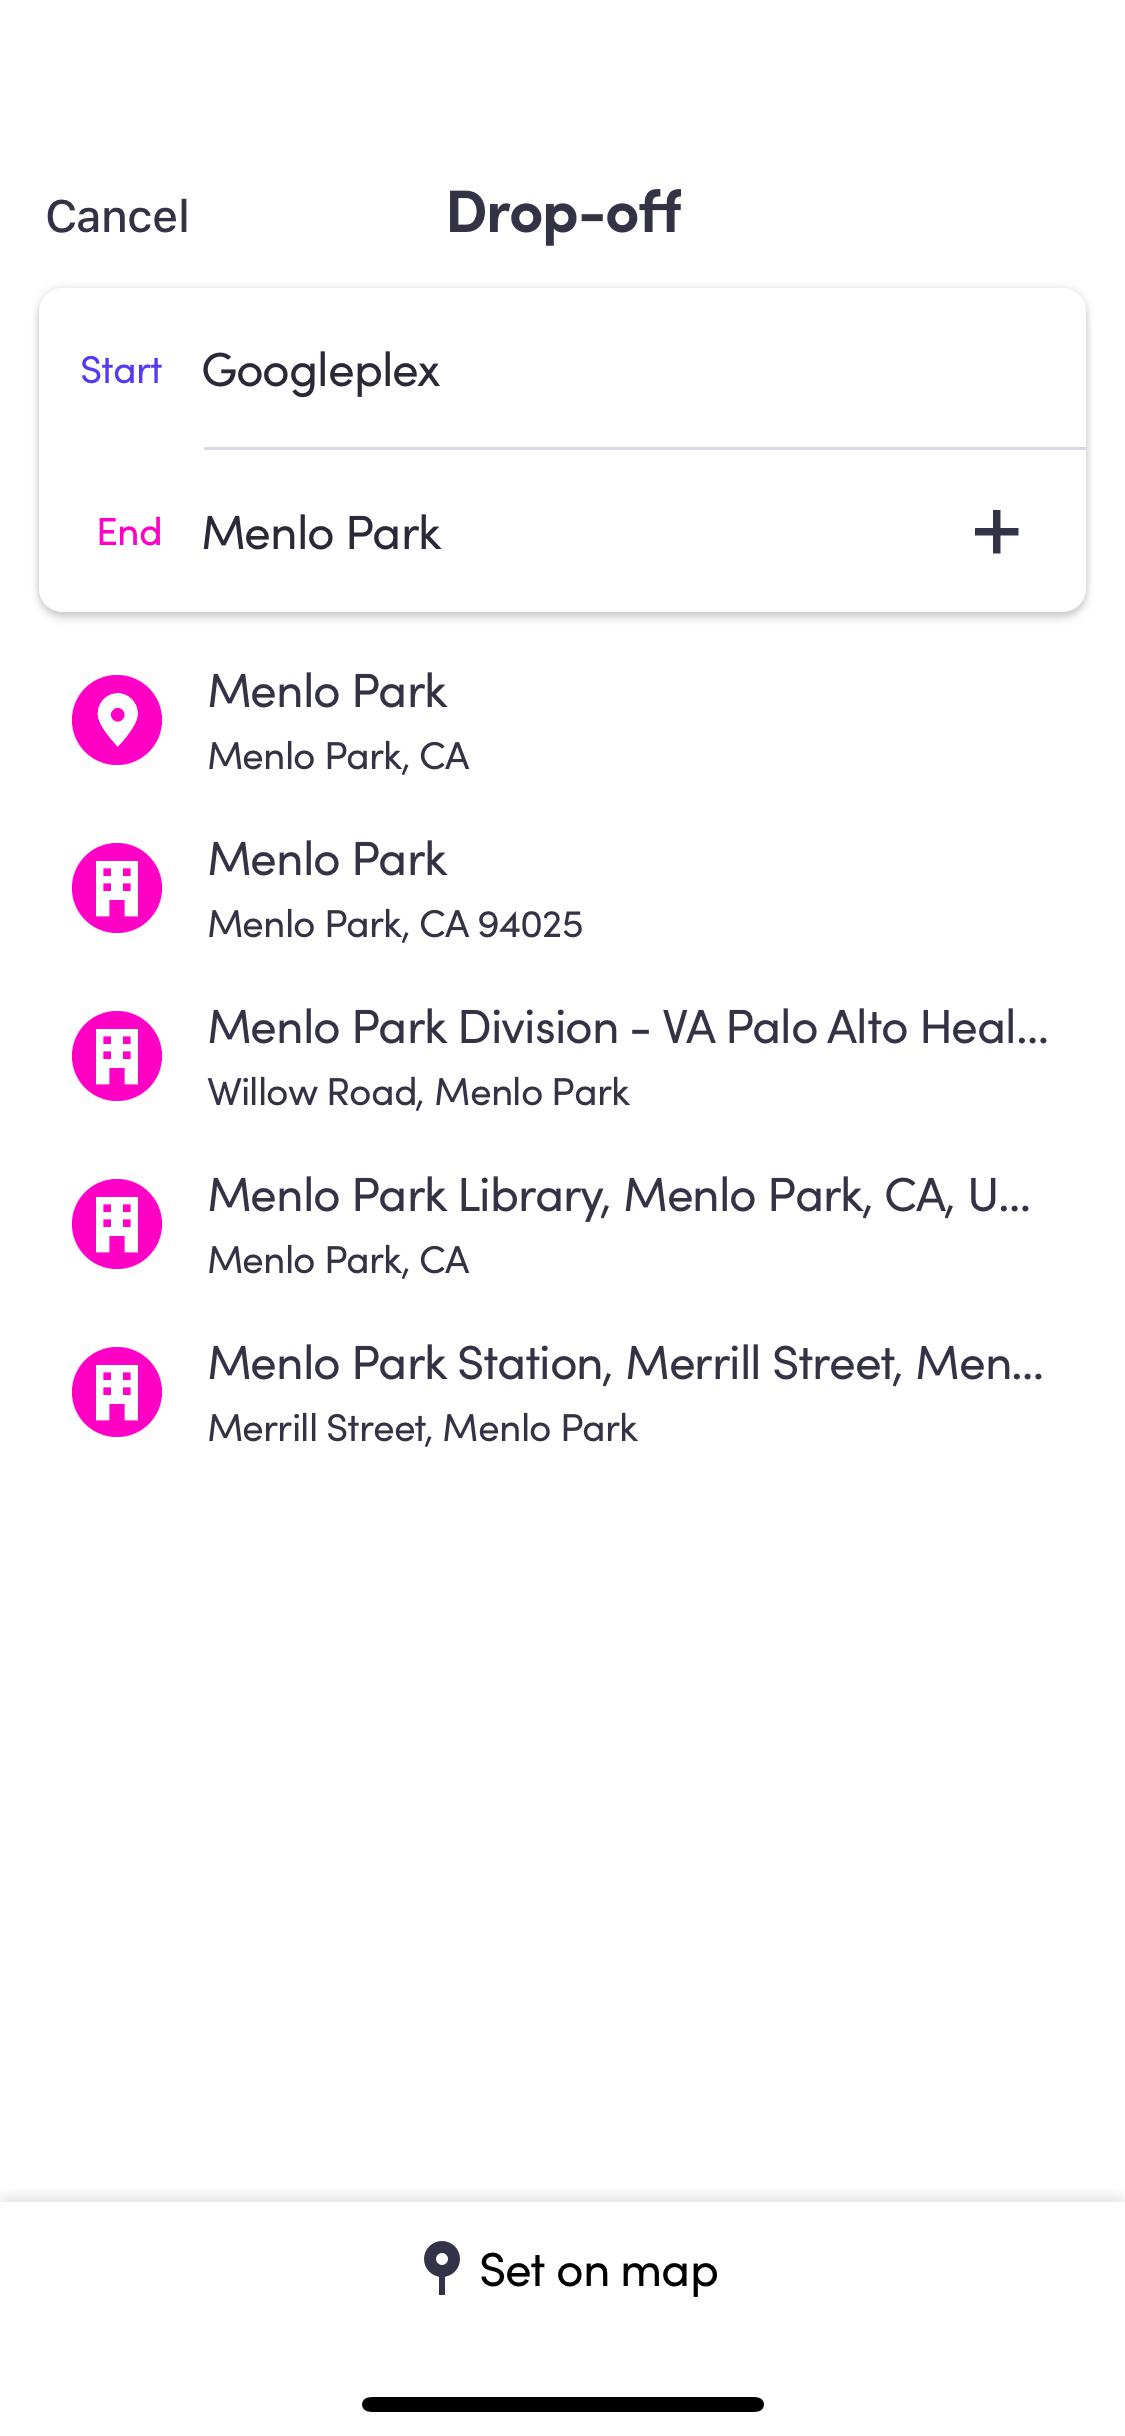 Cancel
Drop-off
Start Googleplex
End Menlo Park
Menlo Park
Menlo Park, CA
Menlo Park
Menlo Park, CA 94025
Menlo Park Division - VA Palo Alto Heal...
Willow Road, Menlo Park
Menlo Park Library, Menlo Park, CA, U...
Menlo Park, CA
Menlo Park Station, Merrill Street, Men...
Merrill Street, Menlo Park
Set on map